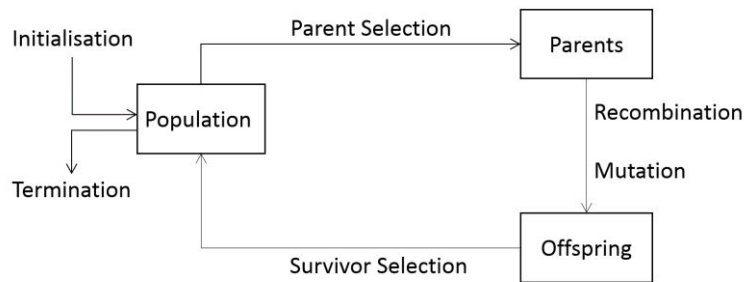 Initialisation
Parent Selection
Parents
Population
Recombination
Mutation
Termination
Offspring
Survivor Selection